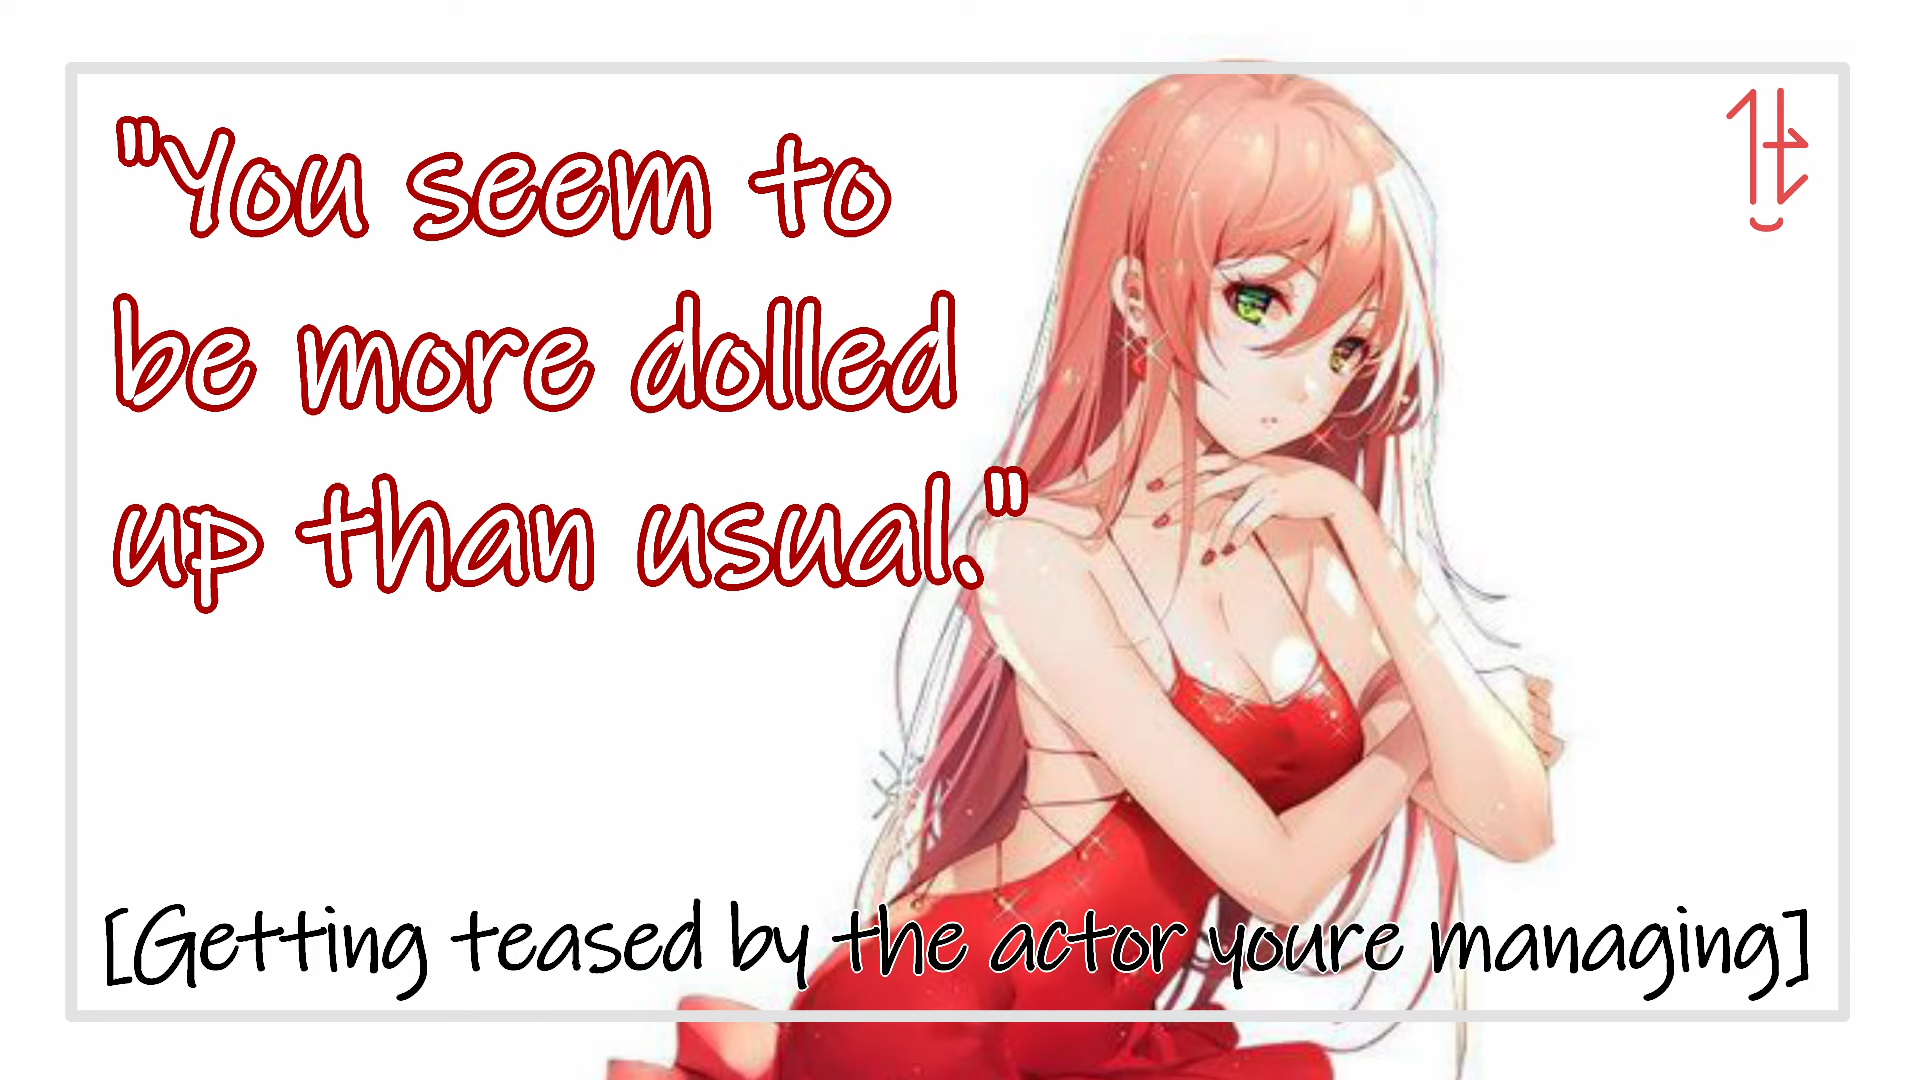 "You seem to
be more dolled
up than usual."
[Getting teased by the actor youre managing]